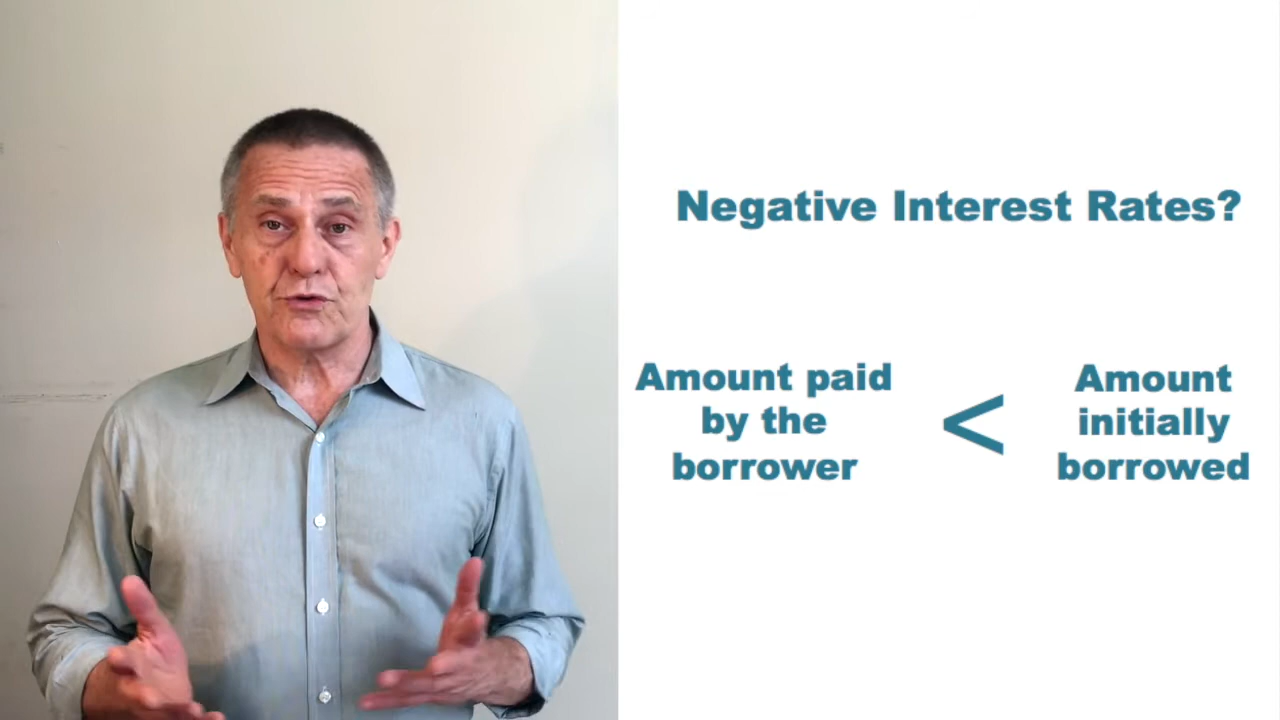 Negative Interest Rates?
Amount paid
by the
borrower
<
Amount
initially
borrowed